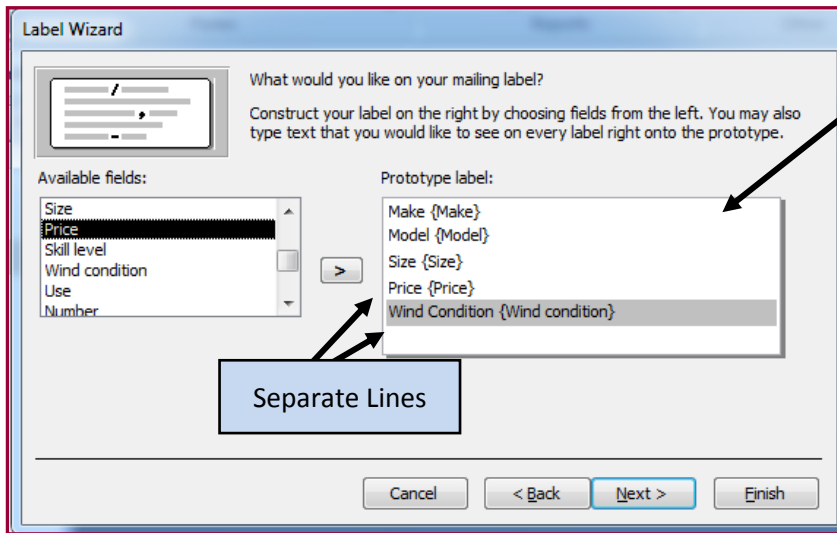 Label Wizard
What would you like on your mailing label?
Construct your label on the right by choosing fields from the left. You may also
type text that you would like to see on every label right onto the prototype.
Available fields:
Size
Price
Skill level
Wind condition
Use
Number
>
Prototype label:
Make {Make}
Model {Model}
Size {Size}
Price {Price}
Wind Condition {Wind condition}
Separate Lines
Cancel
< Back
Next >
Finish